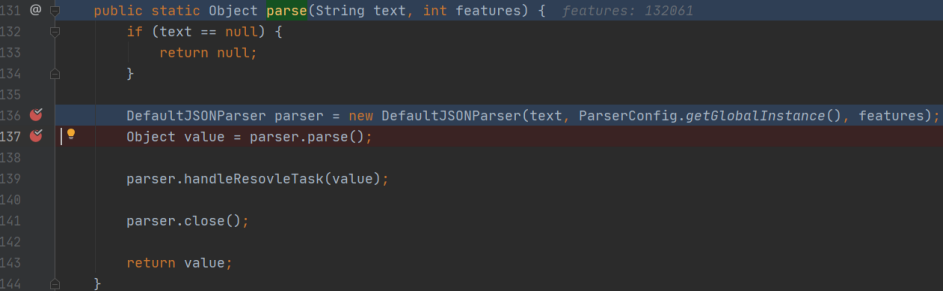 131 @ public static Object parse(String text, int features) { features: 132061
132 if (text == null) {
133 return null;
134 }
135
136 DefaultJSONParser parser = new DefaultJSONParser(text, ParserConfig.getGlobalInstance(), features);
137 Object value = parser.parse();
138
139 parser.handleResovleTask(value);
140
141 parser.close();
142
143 return value;
144 }